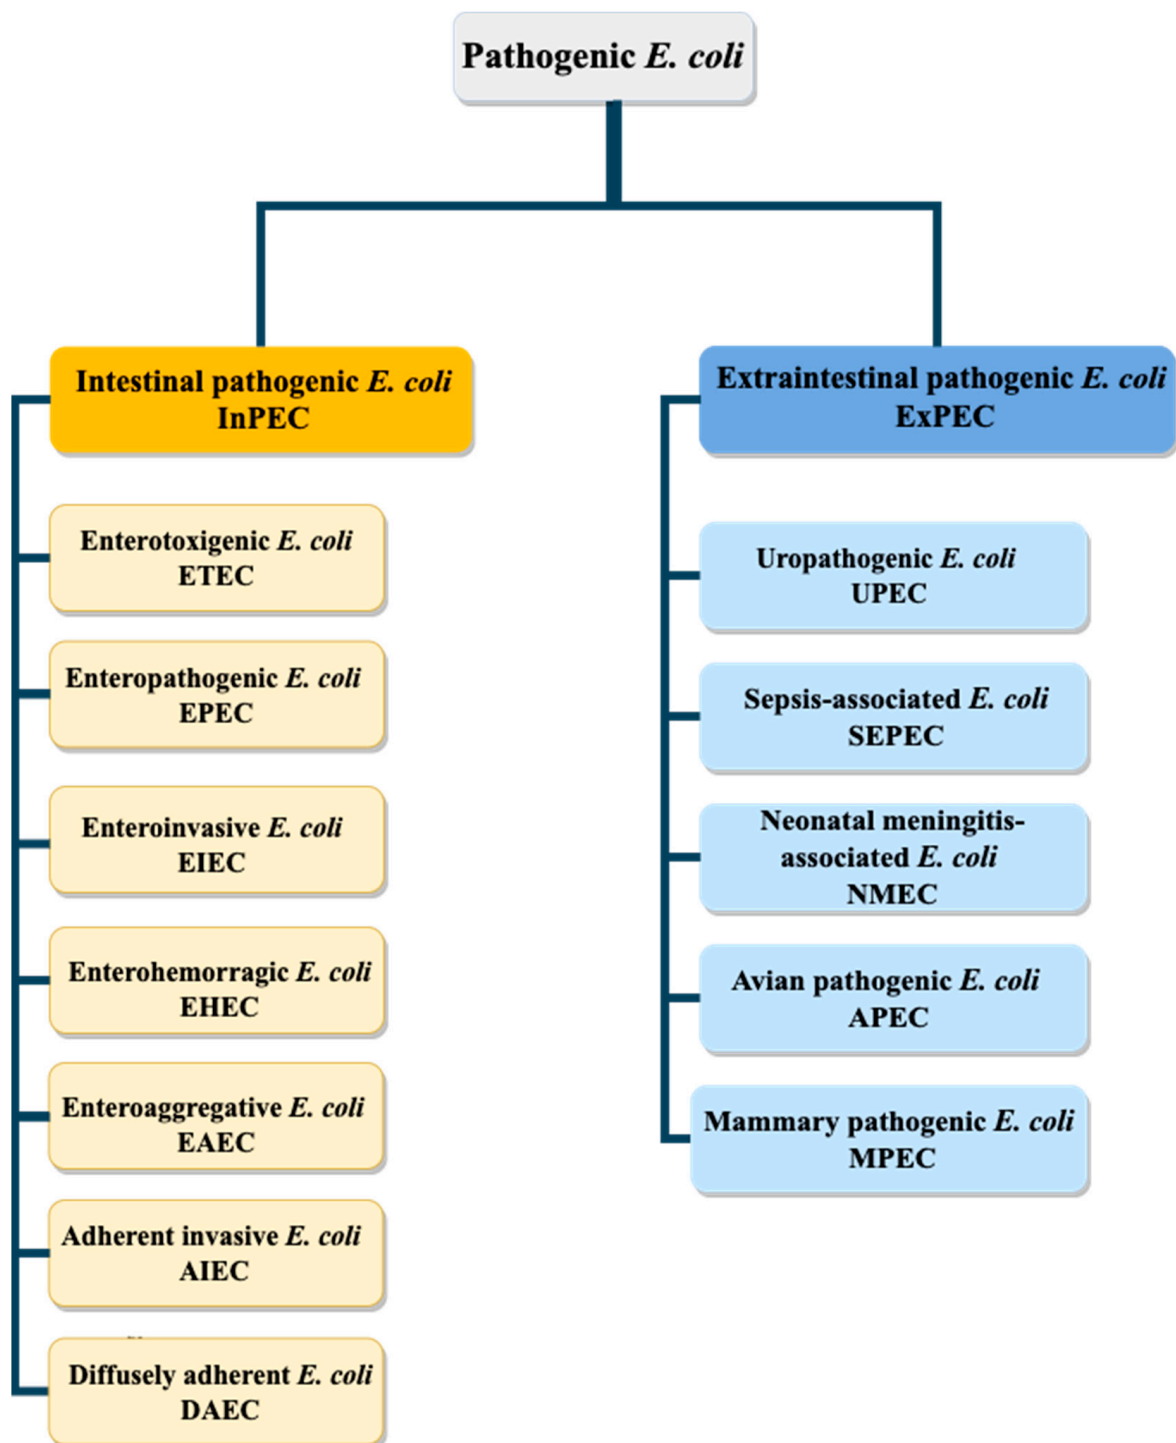 Pathogenic E. coli
Intestinal pathogenic E. coli
InPEC
Enterotoxigenic E. coli
ETEC
Enteropathogenic E. coli
EPEC
Enteroinvasive E. coli
EIEC
Enterohemorragic E. coli
EHEC
Enteroaggregative E. coli
EAEC
Adherent invasive E. coli
AIEC
Diffusely adherent E. coli
DAEC
Extraintestinal pathogenic E. coli
ExPEC
Uropathogenic E. coli
UPEC
Sepsis-associated E. coli
SEPEC
Neonatal meningitis-
associated E. coli
NMEC
Avian pathogenic E. coli
APEC
Mammary pathogenic E. coli
MPEC